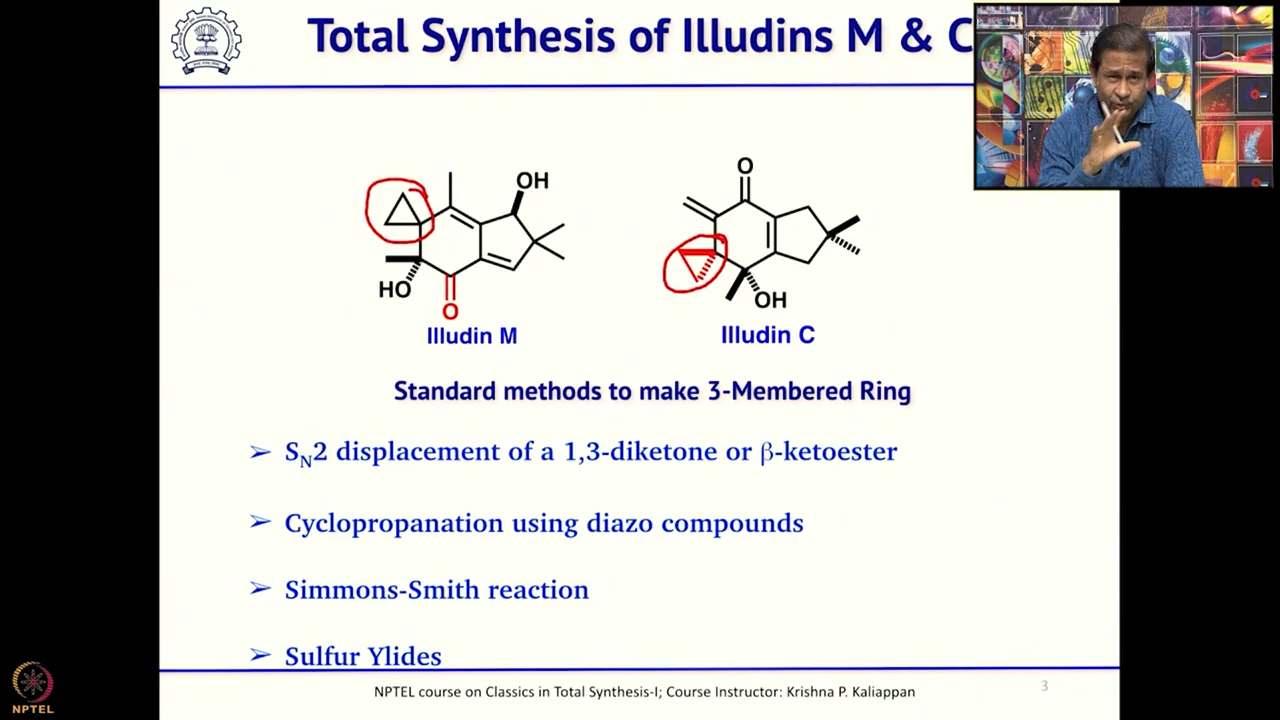 Total Synthesis of Illudins M & C
OH
O
HO
O
OH
Illudin M
Illudin C
Standard methods to make 3-Membered Ring
➢ SN2 displacement of a 1,3-diketone or β-ketoester
➢ Cyclopropanation using diazo compounds
➢ Simmons-Smith reaction
➢ Sulfur Ylides
NPTEL course on Classics in Total Synthesis-I; Course Instructor: Krishna P. Kaliappan
3
NPTEL